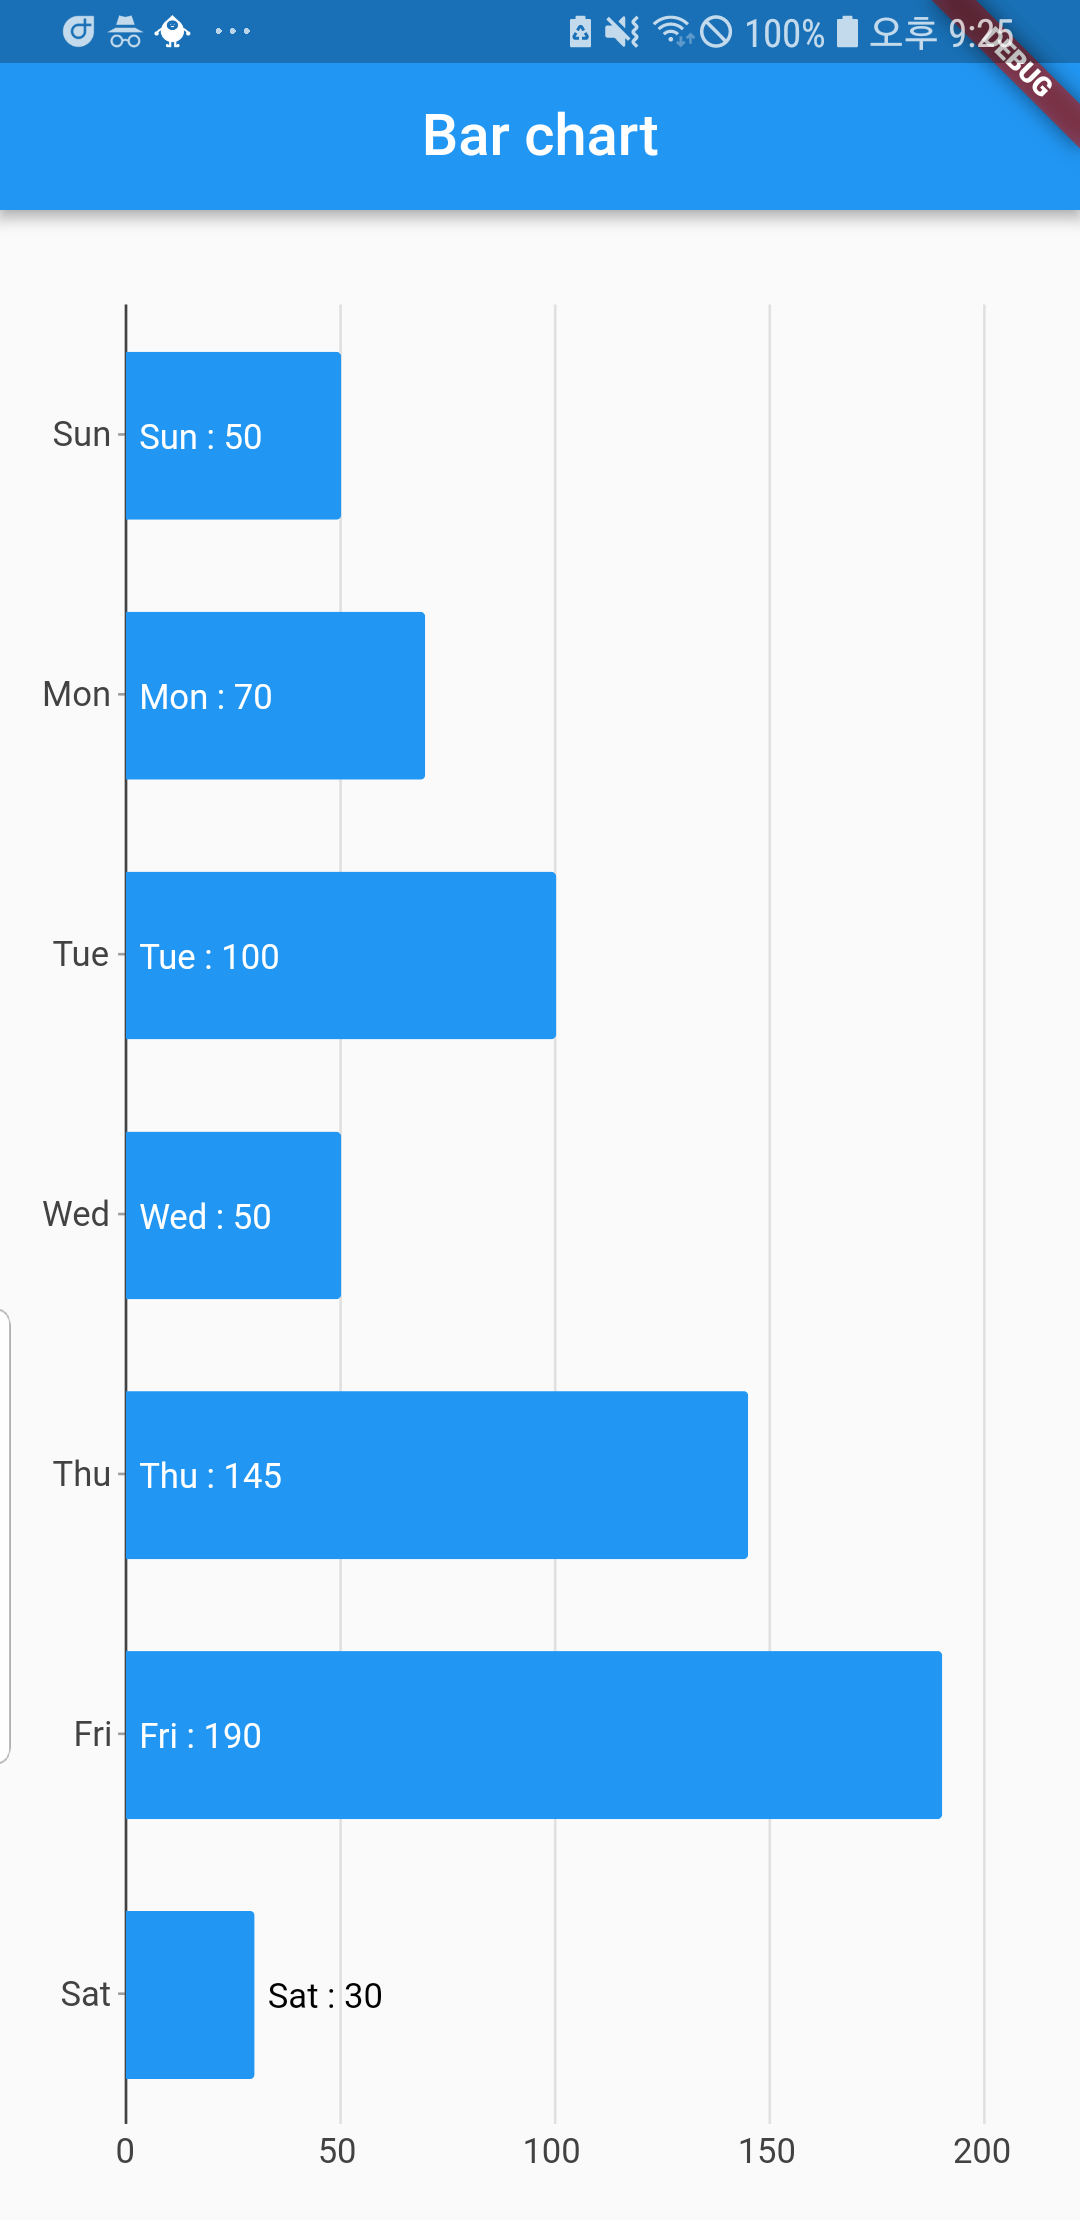 100% 오후 9:25
DEBUG
Bar chart
Sun Sun : 50
Mon Mon : 70
Tue Tue : 100
Wed Wed : 50
Thu Thu : 145
Fri Fri : 190
Sat Sat : 30
0 50 100 150 200